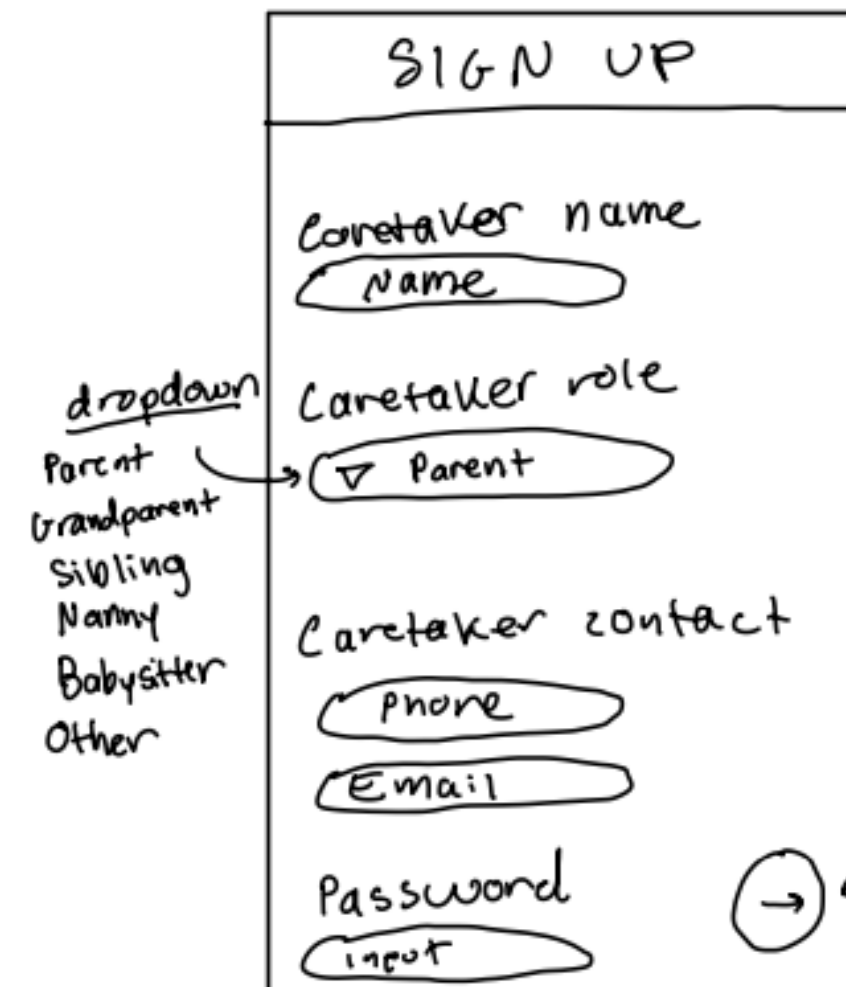 SIGN UP
Caretaker name
Name
dropdown
Parent
Grandparent
Sibling
Nanny
Babysitter
Other
Caretaker role
Parent
Caretaker contact
Phone
Email
Password
input